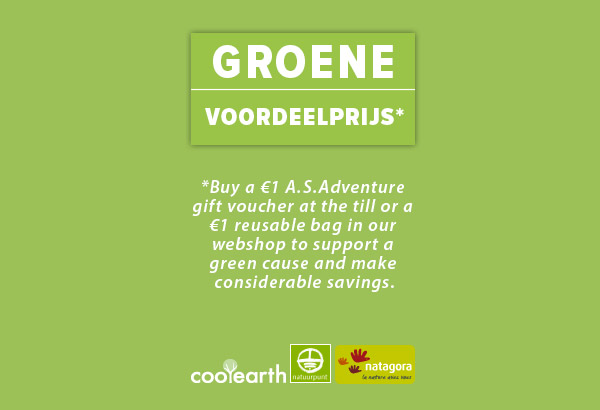 GROENE
VOORDEELPRIJS*
*Buy a €1 A.S.Adventure
gift voucher at the till or a
€1 reusable bag in our
webshop to support a
green cause and make
considerable savings.
coolearth
natuurpunt
natagora
la nature avec vous